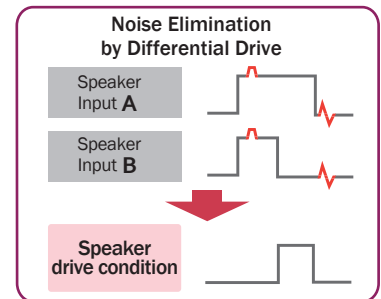 Noise Elimination
by Differential Drive
Speaker
Input A
Speaker
Input B
Speaker
drive condition